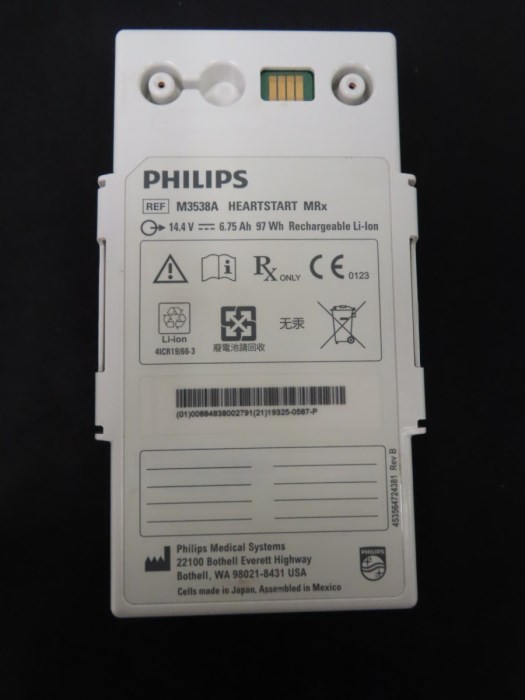 PHILIPS
REF M3538A HEARTSTART MRx
14.4 V 6.75 Ah 97 Wh Rechargeable Li-Ion
i Rx ONLY CE 0123
Li-ion 无汞
4ICR19/66-3 廢電池請回收
(01)00884838002791(21)19325-0587-P
453564724381 Rev B
Philips Medical Systems PHILIPS
22100 Bothell Everett Highway
Bothell, WA 98021-8431 USA
Cells made in Japan, Assembled in Mexico